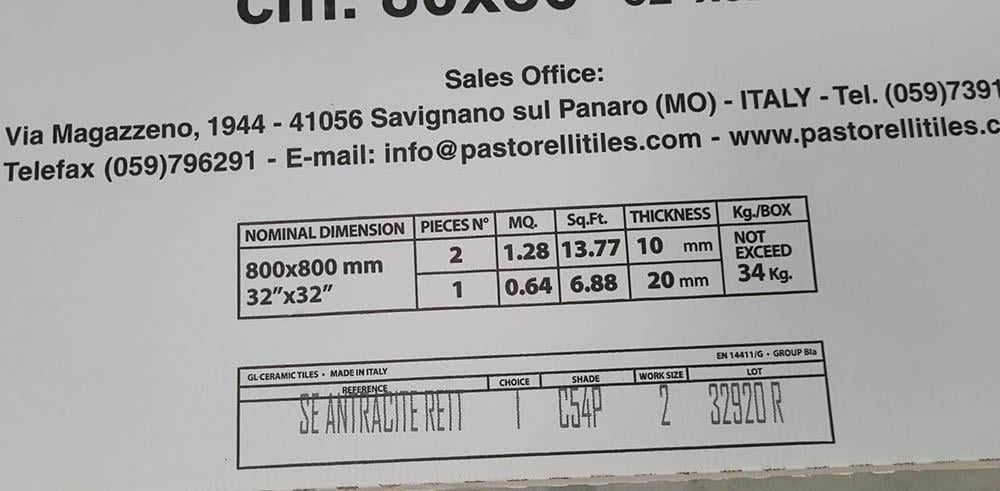 cm. 80x80
Sales Office:
Via Magazzeno, 1944 - 41056 Savignano sul Panaro (MO) - ITALY - Tel. (059)7391
Telefax (059)796291 - E-mail: info@pastorellitiles.com - www.pastorellitiles.c
NOMINAL DIMENSION PIECES N° MQ. Sq.Ft. THICKNESS Kg./BOX
800x800 mm 2 1.28 13.77 10 mm NOT EXCEED
32"x32" 1 0.64 6.88 20 mm 34 Kg.
EN 14411/G • GROUP BIa
GL-CERAMIC TILES • MADE IN ITALY
REFERENCE CHOICE SHADE WORK SIZE LOT
SE ANTRACITE RETT 1 C54P 2 32920 R